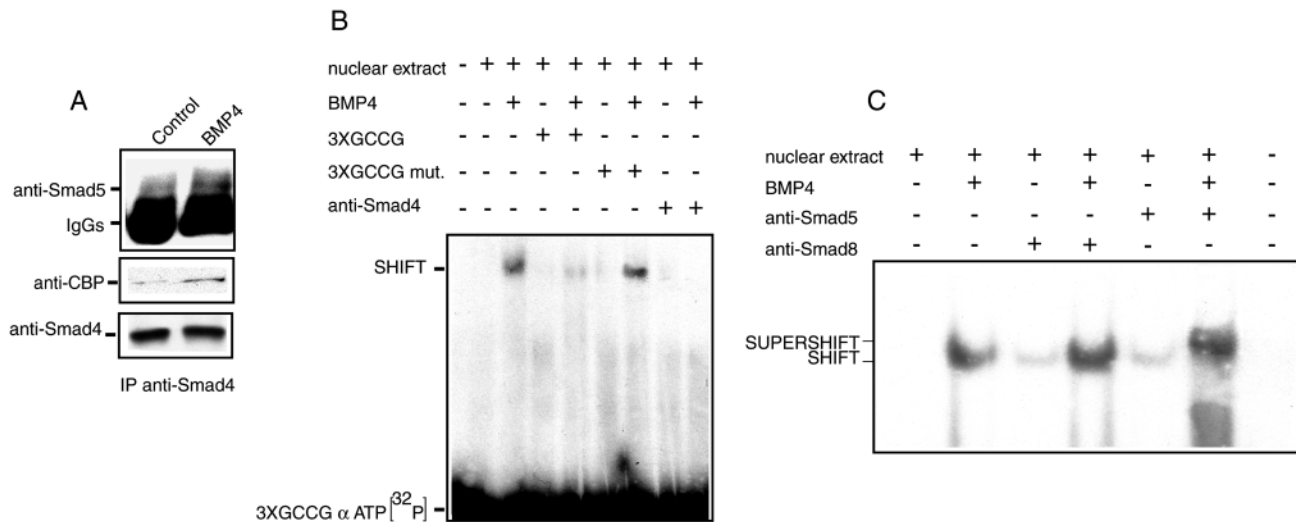 A
Control
BMP4
anti-Smad5
IgGs
anti-CBP
anti-Smad4
IP anti-Smad4
B
nuclear extract - + + + + + + + +
BMP4 - - + - + - + - +
3XGCCG - - - + + - - - -
3XGCCG mut. - - - - - + + - -
anti-Smad4 - - - - - - - + +
SHIFT
3XGCCG α ATP [32P]
C
nuclear extract + + + + + + -
BMP4 - + - + - + -
anti-Smad5 - - - - + + -
anti-Smad8 - - + + - - -
SUPERSHIFT
SHIFT